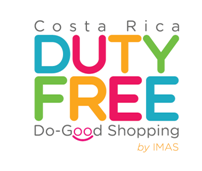 Costa Rica
DUTY
FREE
Do-Good Shopping
by IMAS